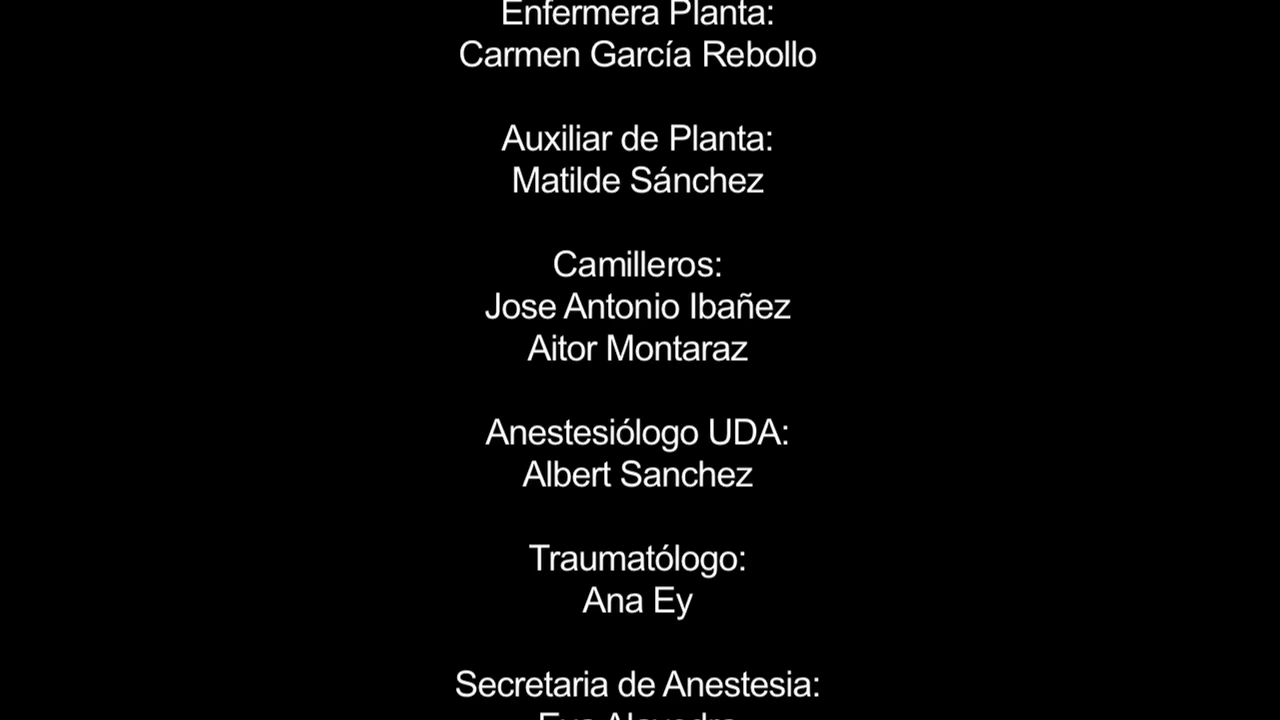 Enfermera Planta:
Carmen García Rebollo
Auxiliar de Planta:
Matilde Sánchez
Camilleros:
Jose Antonio Ibañez
Aitor Montaraz
Anestesiólogo UDA:
Albert Sanchez
Traumatólogo:
Ana Ey
Secretaria de Anestesia: